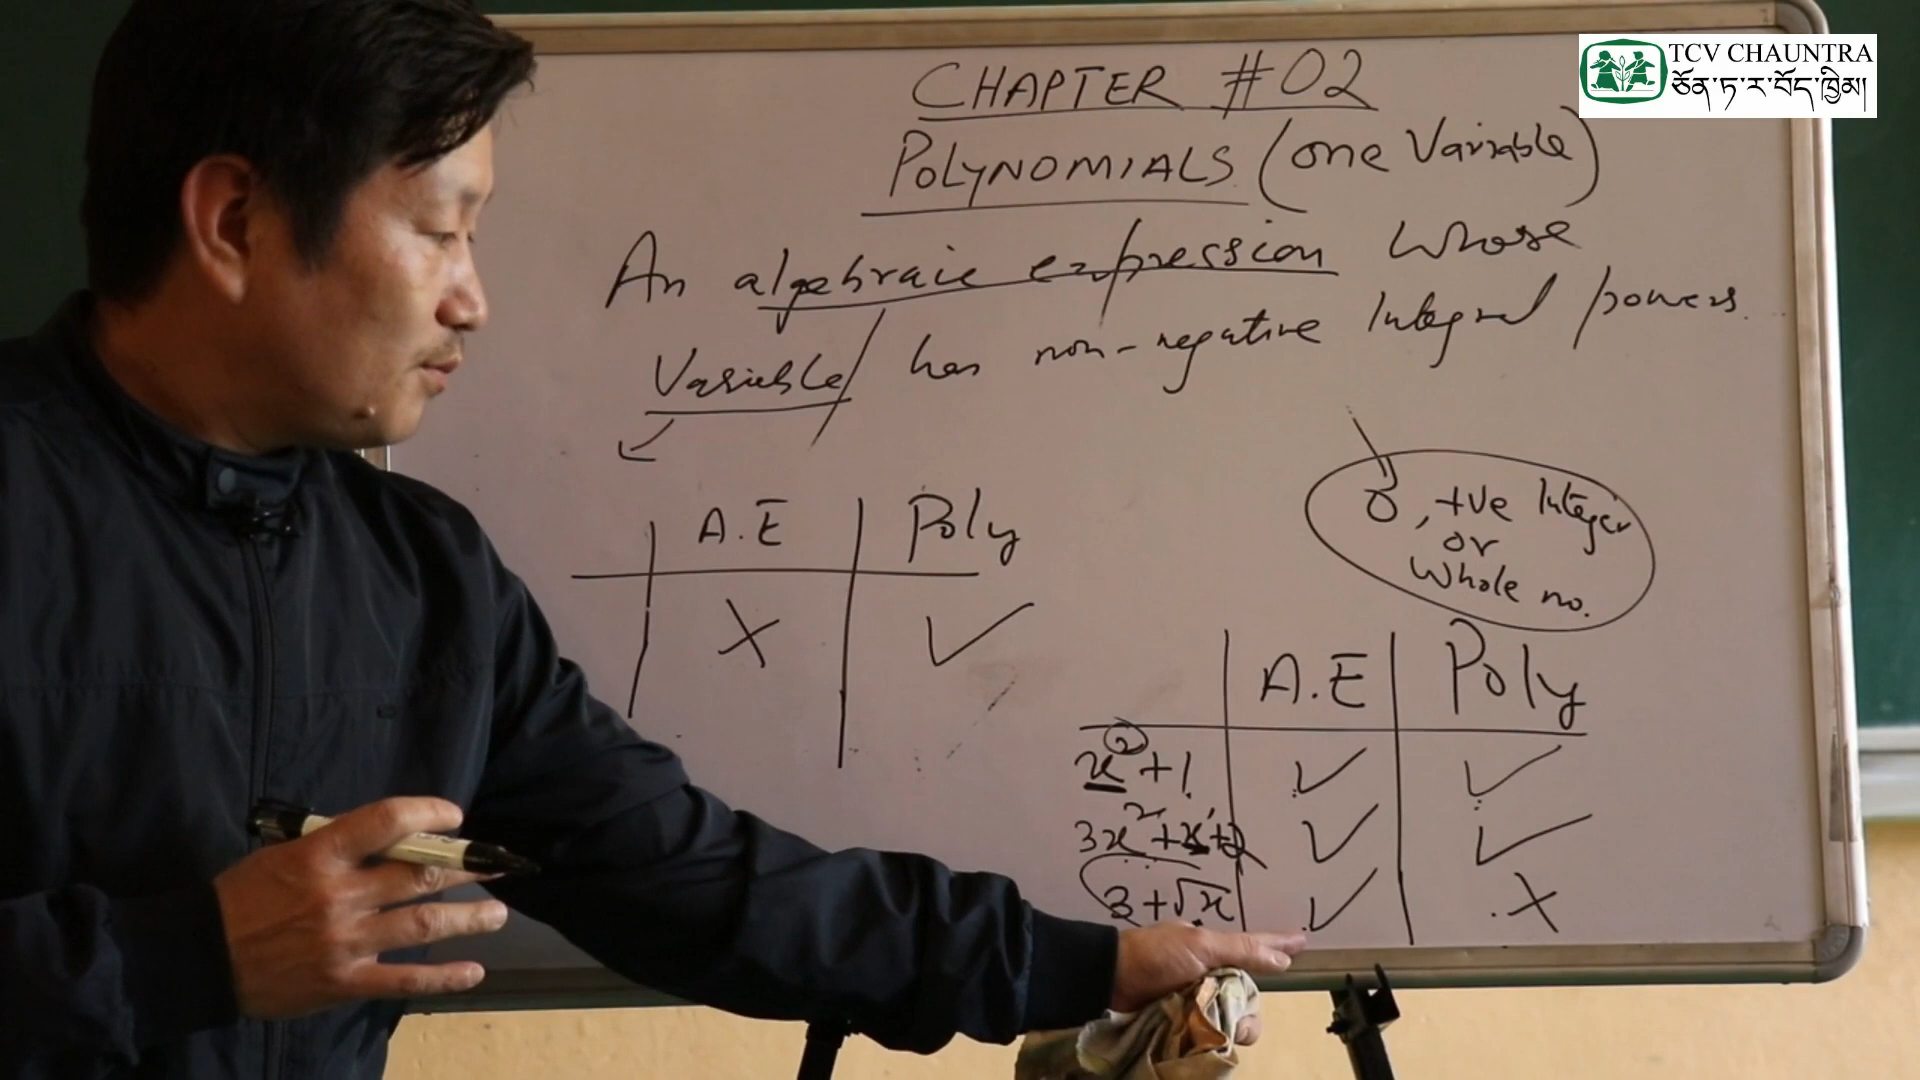 TCV CHAUNTRA
ཅོན་ཏ་ར་བོད་ཁྱིམ།
CHAPTER #02
POLYNOMIALS (one Variable)
An algebraic expression whose
Variable has non-negative Integral powers.
0, +ve Integer
or
Whole no.
A.E Poly
✗ ✓
A.E Poly
x²+1 ✓ ✓
3x²+x¹+2 ✓ ✓
3+√x ✓ ✗